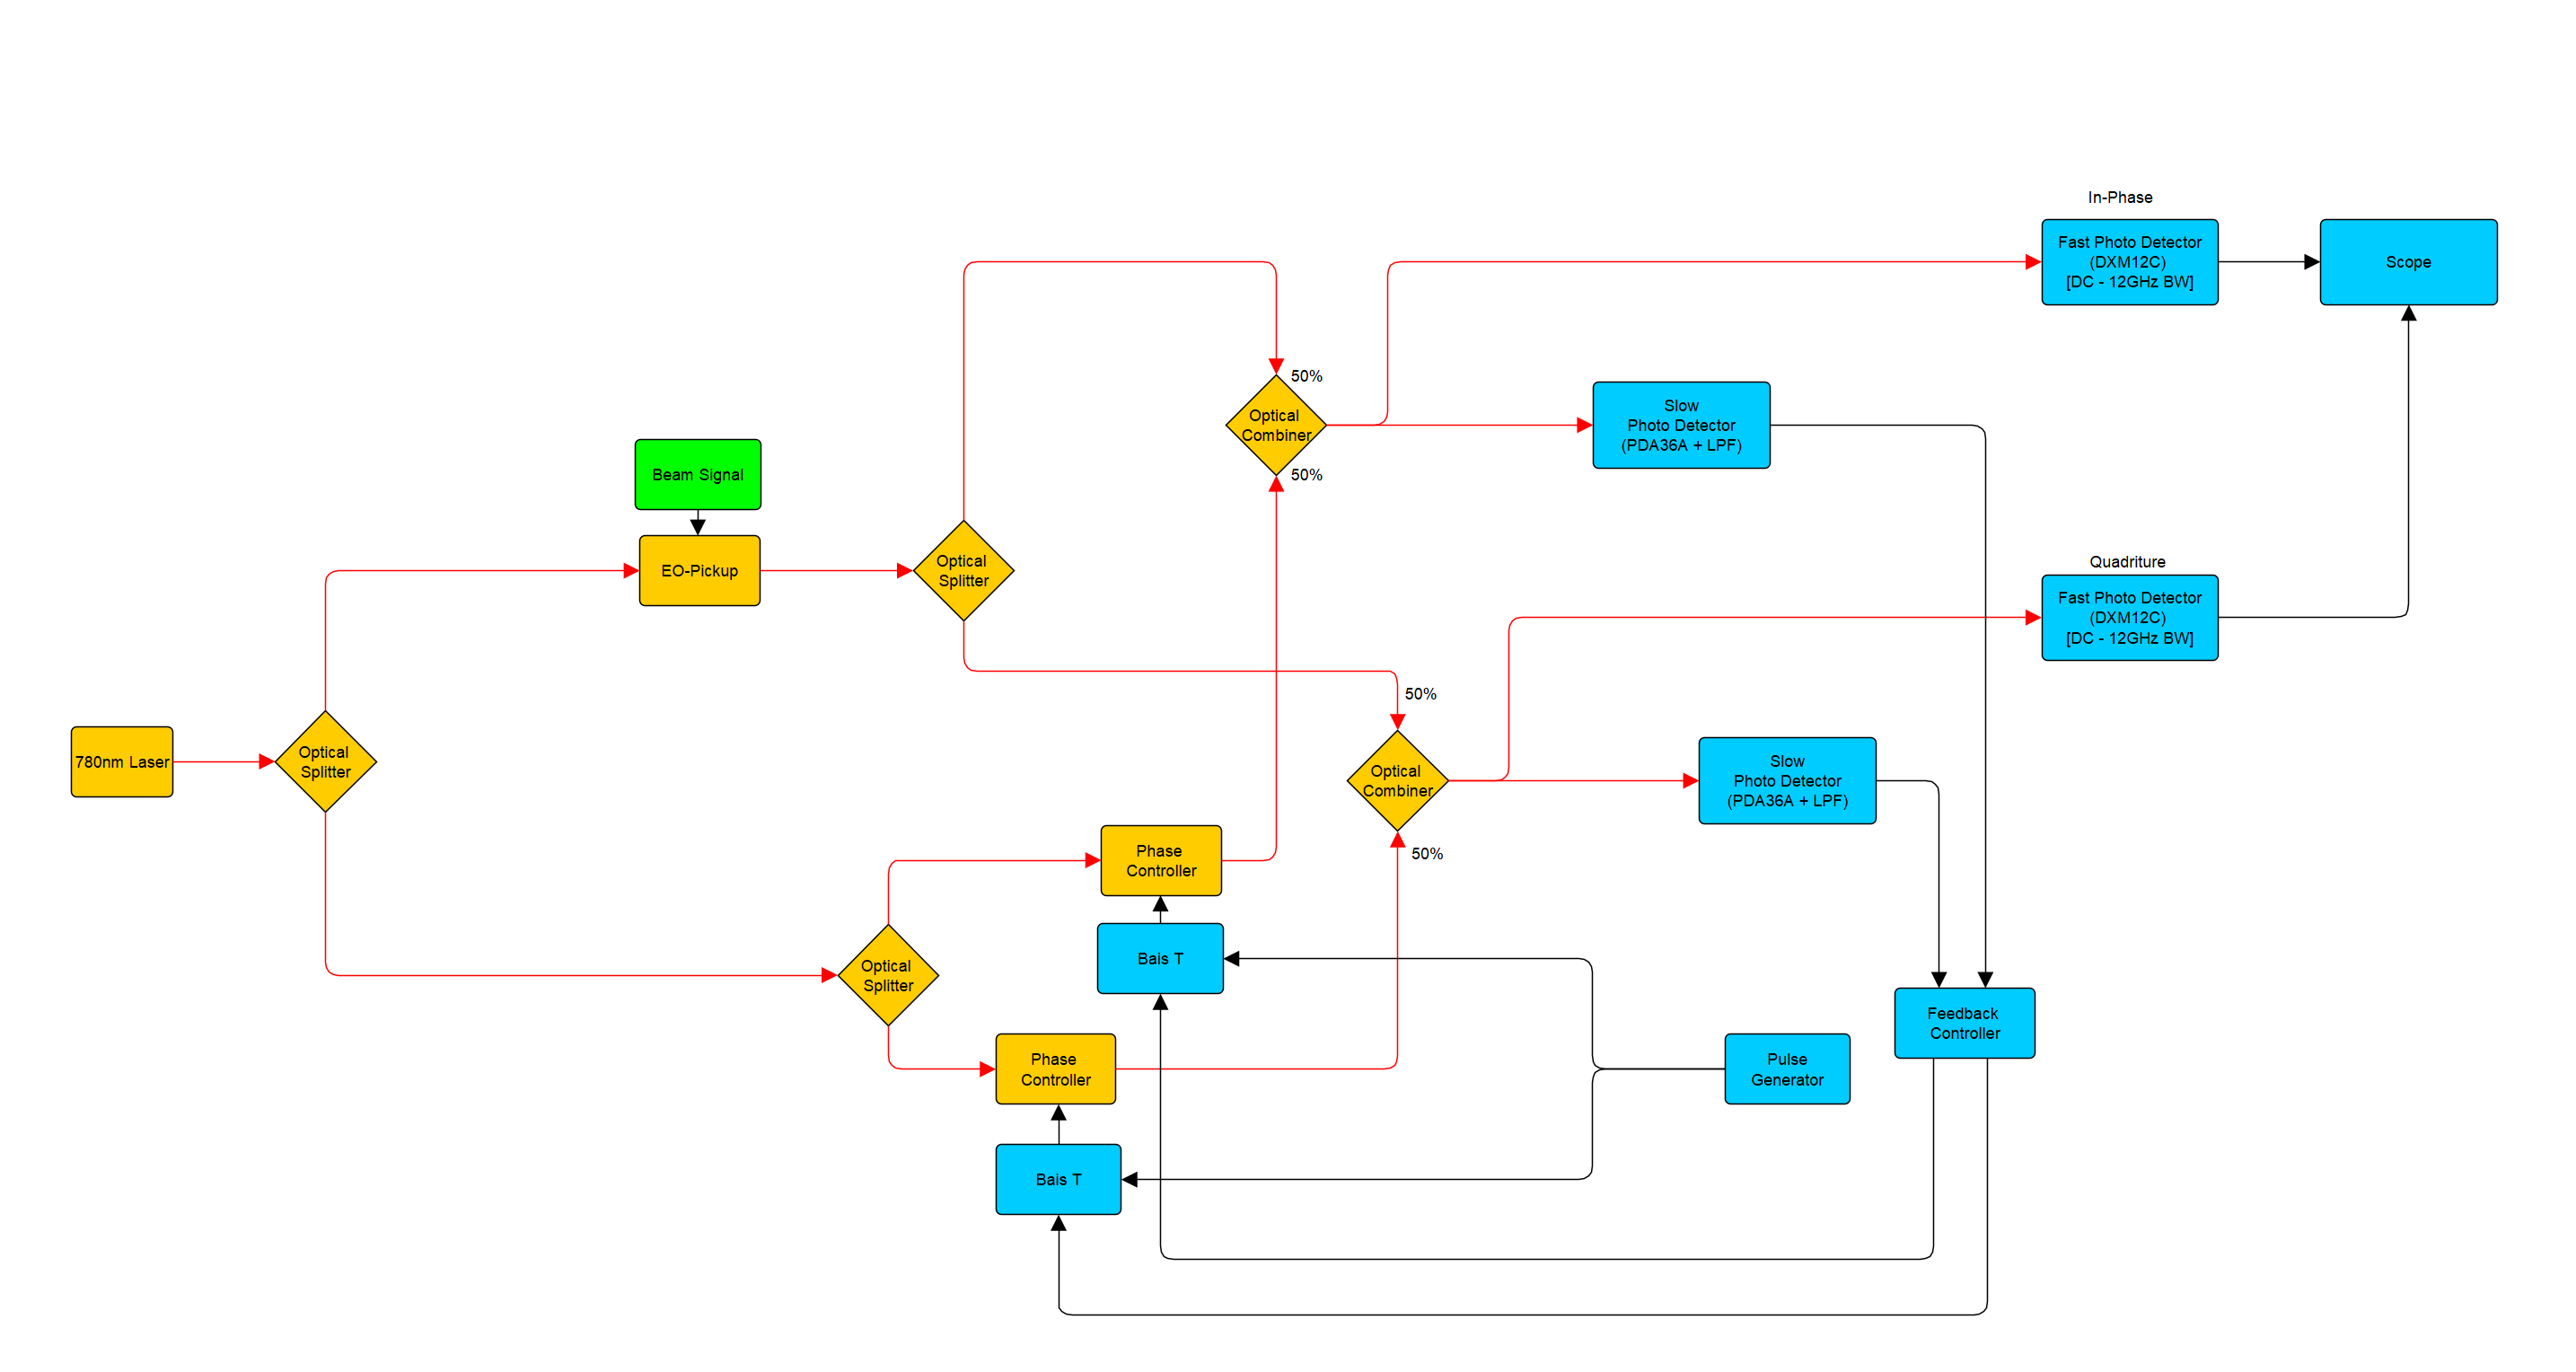 In-Phase
Fast Photo Detector
(DXM12C)
[DC - 12GHz BW]
Scope
50%
Optical
Combiner
50%
Slow
Photo Detector
(PDA36A + LPF)
Beam Signal
EO-Pickup
Optical
Splitter
Quadriture
Fast Photo Detector
(DXM12C)
[DC - 12GHz BW]
50%
780nm Laser
Optical
Splitter
Optical
Combiner
Slow
Photo Detector
(PDA36A + LPF)
50%
Phase
Controller
Optical
Splitter
Bais T
Feedback
Controller
Phase
Controller
Pulse
Generator
Bais T